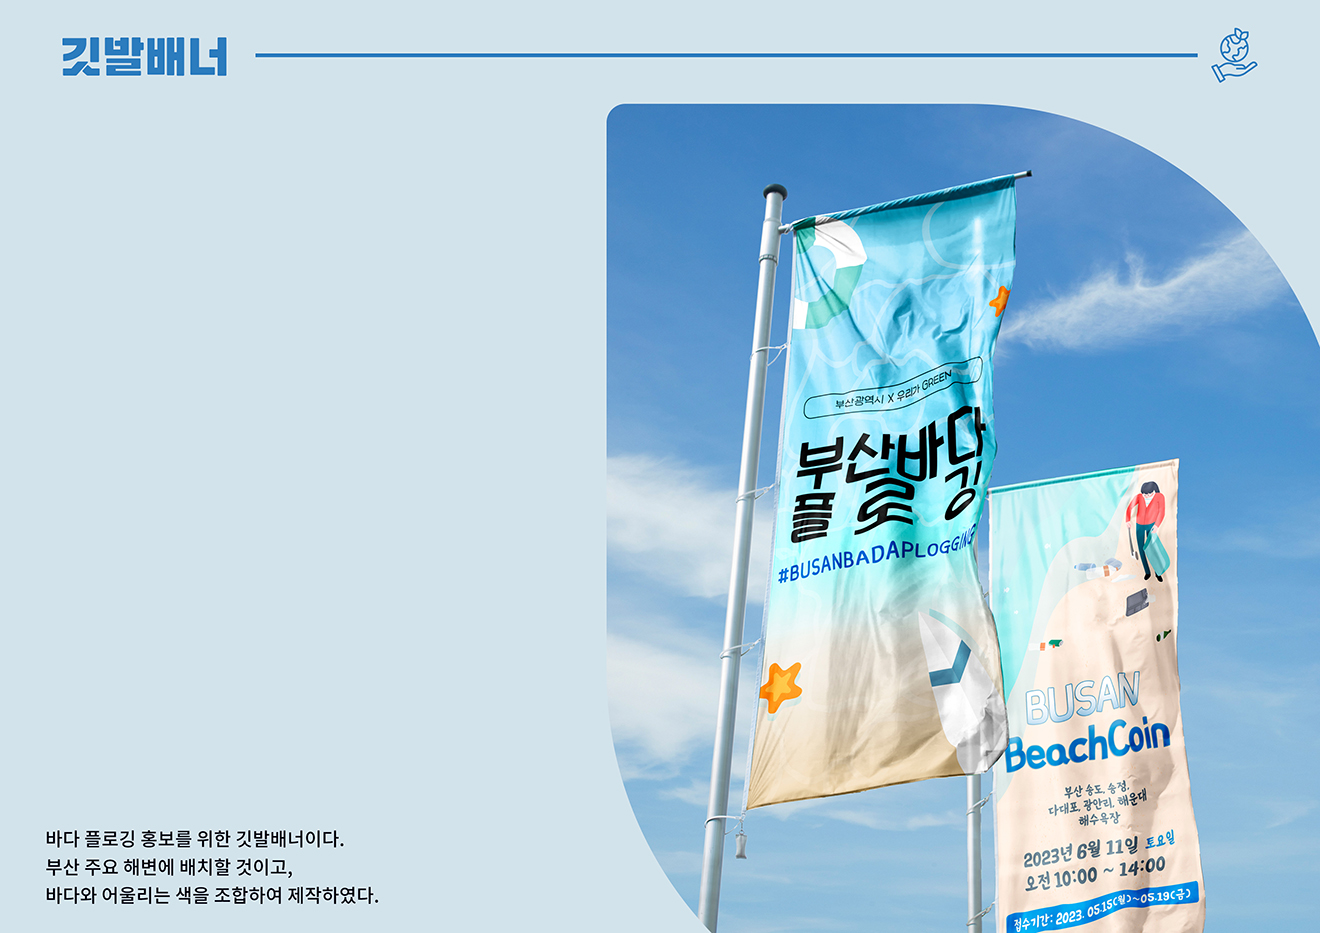 깃발배너
부산광역시 X 우리가 GREEN
부산바다
플로깅
#BUSANBADAPLOGGING
BUSAN
BeachCoin
부산 송도, 송정,
다대포, 광안리, 해운대
해수욕장
2023년 6월 11일 토요일
오전 10:00 ~ 14:00
접수기간: 2023. 05.15(월)~05.19(금)
바다 플로깅 홍보를 위한 깃발배너이다.
부산 주요 해변에 배치할 것이고,
바다와 어울리는 색을 조합하여 제작하였다.